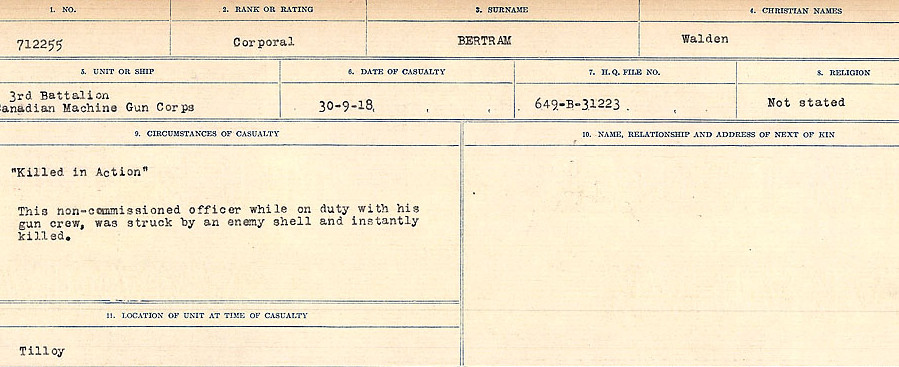 1. NO.
2. RANK OR RATING
3. SURNAME
4. CHRISTIAN NAMES
712255
Corporal
BERTRAM
Walden
5. UNIT OR SHIP
6. DATE OF CASUALTY
7. H.Q. FILE NO.
8. RELIGION
3rd Battalion
anadian Machine Gun Corps
30-9-18,
649-B-31223 .
Not stated
9. CIRCUMSTANCES OF CASUALTY
10. NAME, RELATIONSHIP AND ADDRESS OF NEXT OF KIN
"Killed in Action"
This non-commissioned officer while on duty with his
gun crew, was struck by an enemy shell and instantly
killed.
11. LOCATION OF UNIT AT TIME OF CASUALTY
Tilloy